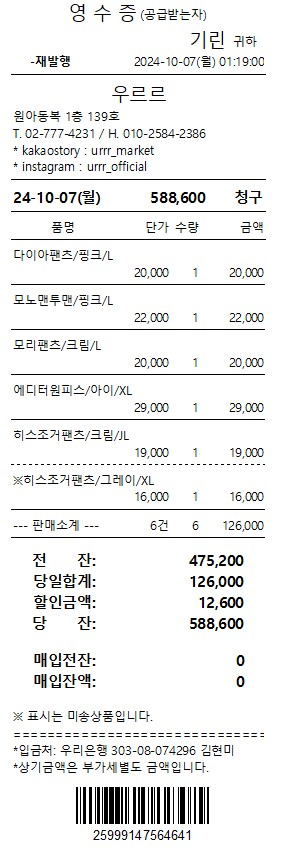 영 수 증 (공급받는자)
기린 귀하
-재발행 2024-10-07(월) 01:19:00
우르르
원아동복 1층 139호
T. 02-777-4231 / H. 010-2584-2386
* kakaostory : urrr_market
* instagram : urrr_official
24-10-07(월) 588,600 청구
품명 단가 수량 금액
다이아팬츠/핑크/L
20,000 1 20,000
모노맨투맨/핑크/L
22,000 1 22,000
모리팬츠/크림/L
20,000 1 20,000
에디터원피스/아이/XL
29,000 1 29,000
히스조거팬츠/크림/JL
19,000 1 19,000
※히스조거팬츠/그레이/XL
16,000 1 16,000
--- 판매소계 --- 6건 6 126,000
전 잔: 475,200
당일합계: 126,000
할인금액: 12,600
당 잔: 588,600
매입전잔: 0
매입잔액: 0
※ 표시는 미송상품입니다.
==============================
*입금처: 우리은행 303-08-074296 김현미
*상기금액은 부가세별도 금액입니다.
25999147564641